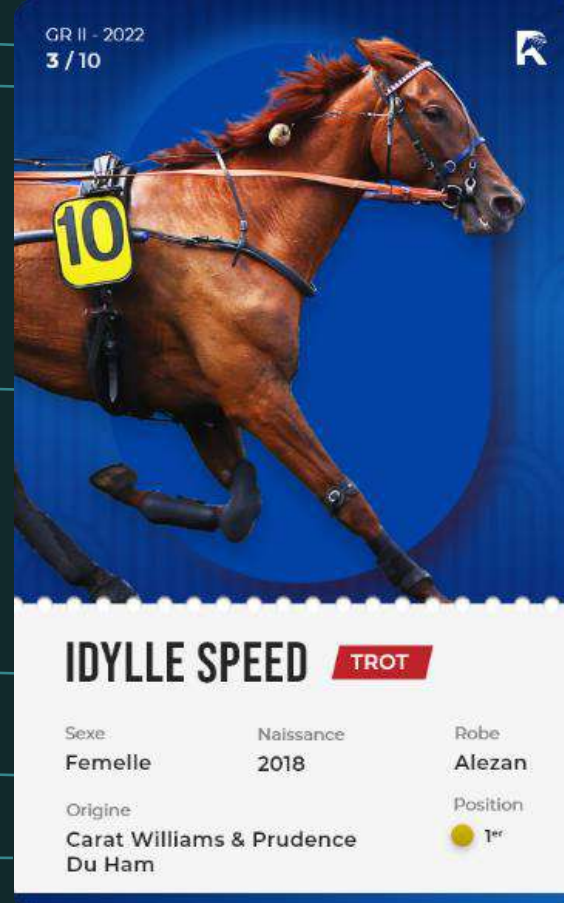 GR II - 2022
3 / 10
10
IDYLLE SPEED
TROT
Sexe
Naissance
Robe
Femelle
2018
Alezan
Origine
Position
Carat Williams & Prudence
Du Ham
1er